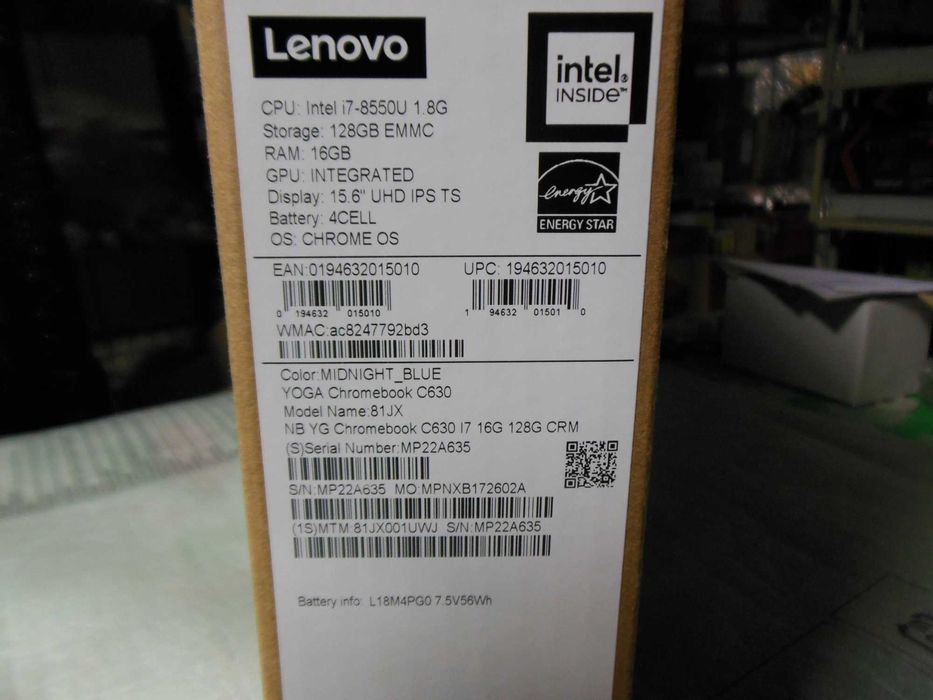 Lenovo
intel®
INSIDE™
CPU: Intel i7-8550U 1.8G
Storage: 128GB EMMC
RAM: 16GB
GPU: INTEGRATED
Display: 15.6" UHD IPS TS
Battery: 4CELL
OS: CHROME OS
energy
ENERGY STAR
EAN:0194632015010 UPC: 194632015010
0 194632 015010 1 94632 01501 0
WMAC:ac8247792bd3
Color:MIDNIGHT_BLUE
YOGA Chromebook C630
Model Name:81JX
NB YG Chromebook C630 I7 16G 128G CRM
(S)Serial Number:MP22A635
S/N:MP22A635 MO:MPNXB172602A
(1S)MTM:81JX001UWJ S/N:MP22A635
Battery info: L18M4PG0 7.5V56Wh